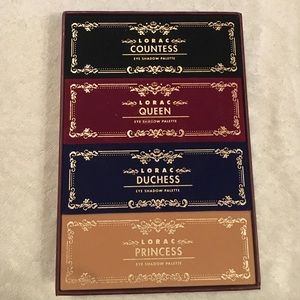 LORAC
COUNTESS
EYE SHADOW PALETTE
LORAC
QUEEN
EYE SHADOW PALETTE
LORAC
DUCHESS
EYE SHADOW PALETTE
LORAC
PRINCESS
EYE SHADOW PALETTE